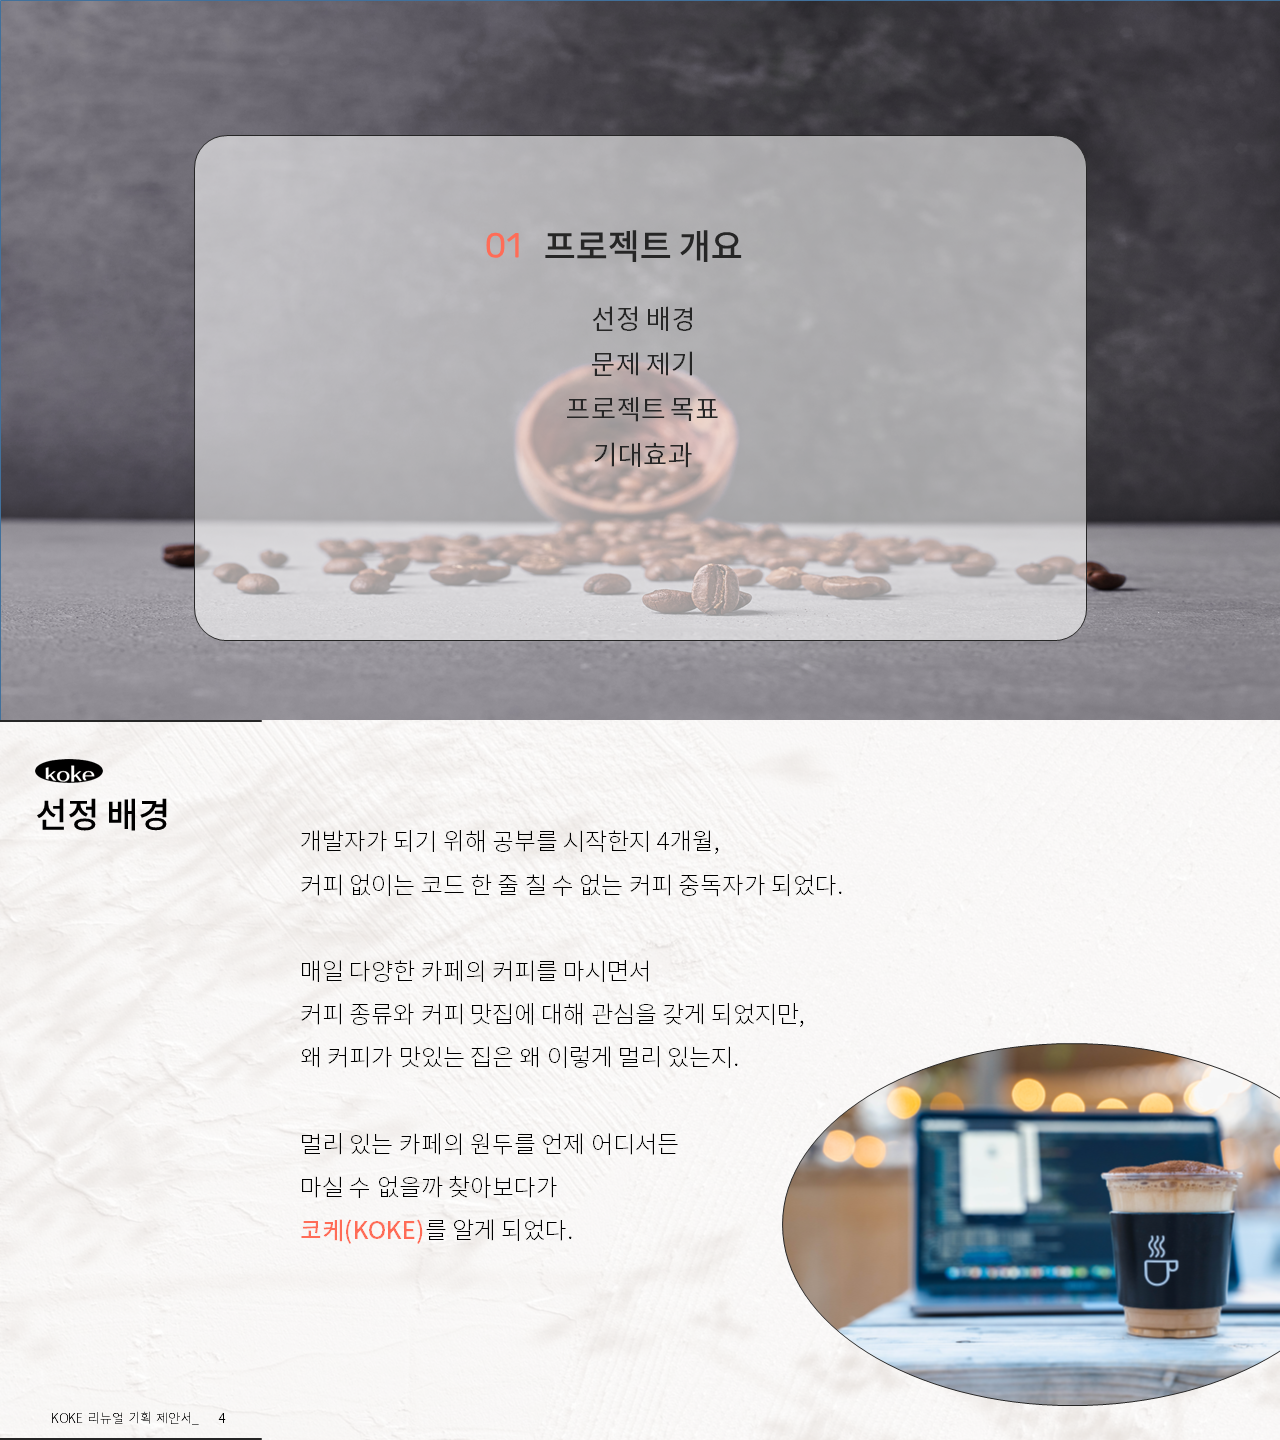 01 프로젝트 개요
선정 배경
문제 제기
프로젝트 목표
기대효과
koke
선정 배경
개발자가 되기 위해 공부를 시작한지 4개월,
커피 없이는 코드 한 줄 칠 수 없는 커피 중독자가 되었다.
매일 다양한 카페의 커피를 마시면서
커피 종류와 커피 맛집에 대해 관심을 갖게 되었지만,
왜 커피가 맛있는 집은 왜 이렇게 멀리 있는지.
멀리 있는 카페의 원두를 언제 어디서든
마실 수 없을까 찾아보다가
코케(KOKE)를 알게 되었다.
KOKE 리뉴얼 기획 제안서_ 4